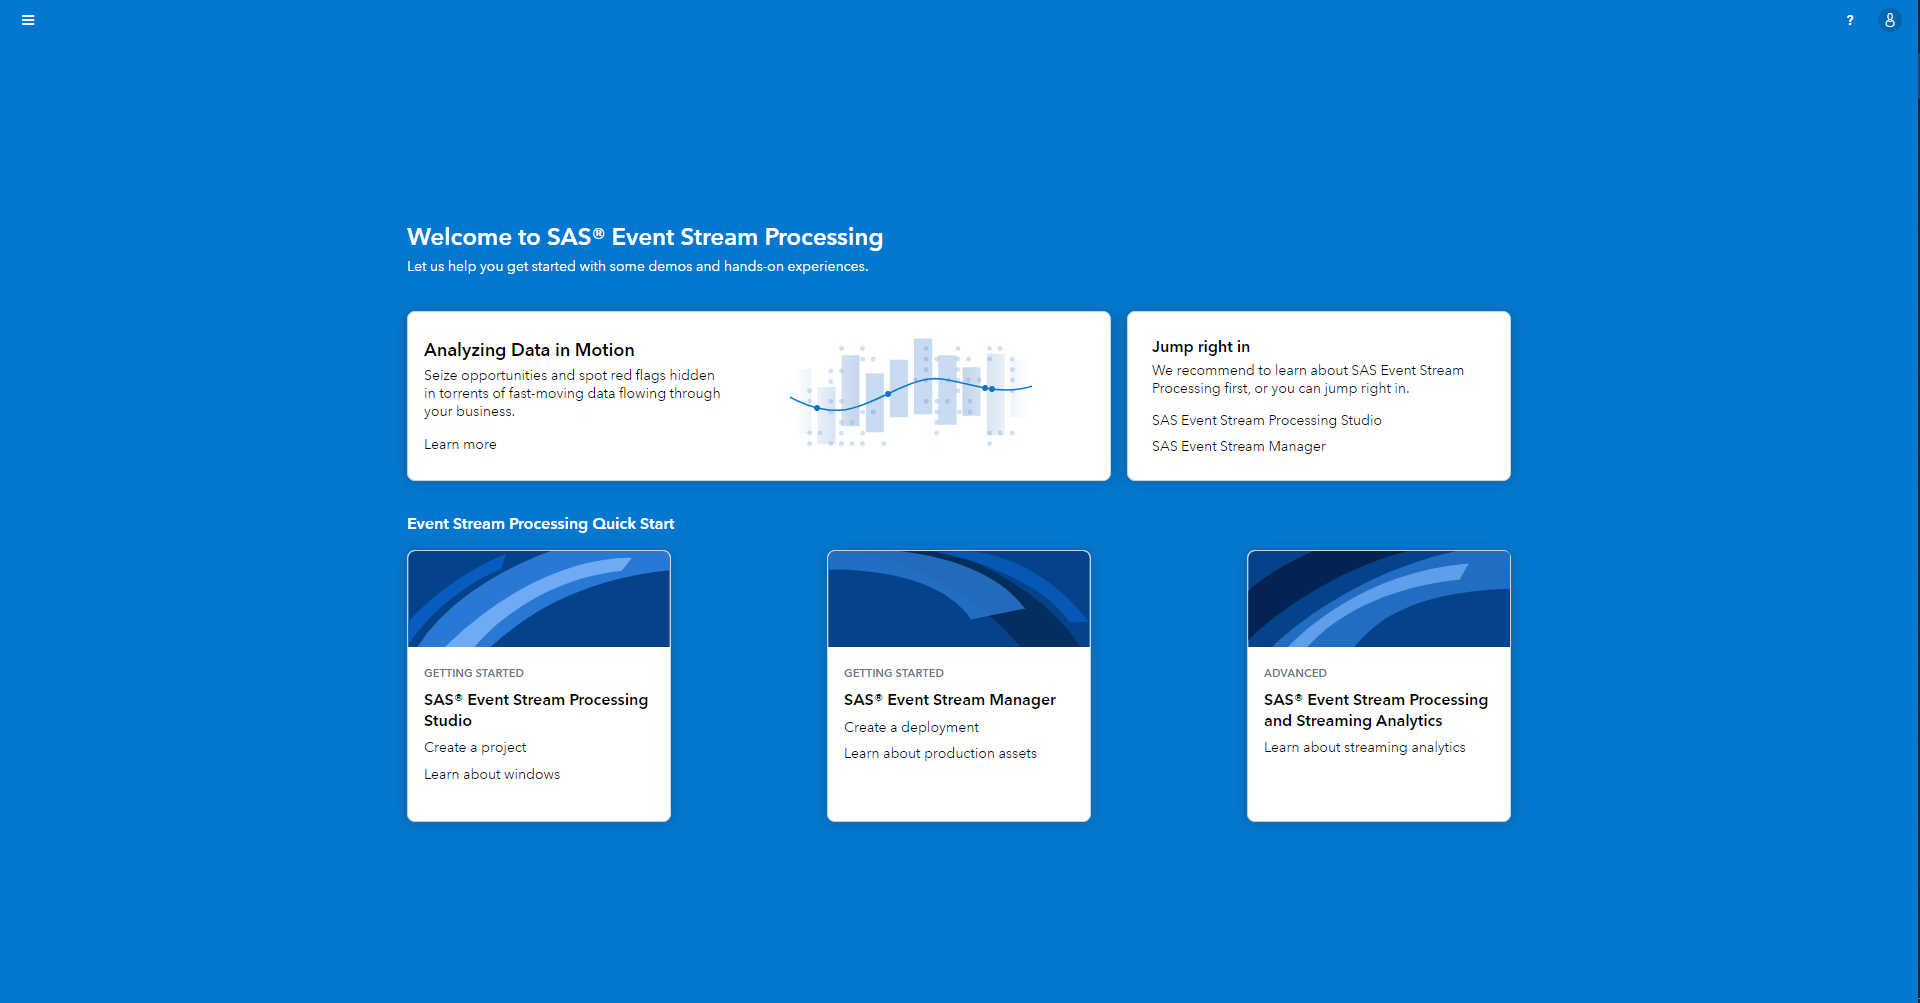 ?
Welcome to SAS® Event Stream Processing
Let us help you get started with some demos and hands-on experiences.
Analyzing Data in Motion
Seize opportunities and spot red flags hidden
in torrents of fast-moving data flowing through
your business.
Learn more
Jump right in
We recommend to learn about SAS Event Stream
Processing first, or you can jump right in.
SAS Event Stream Processing Studio
SAS Event Stream Manager
Event Stream Processing Quick Start
GETTING STARTED
SAS® Event Stream Processing
Studio
Create a project
Learn about windows
GETTING STARTED
SAS® Event Stream Manager
Create a deployment
Learn about production assets
ADVANCED
SAS® Event Stream Processing
and Streaming Analytics
Learn about streaming analytics